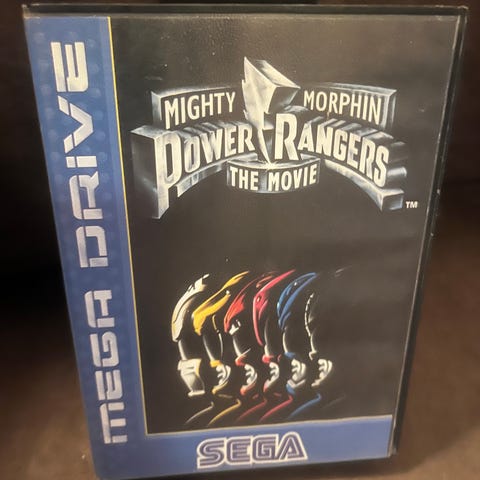 MEGA DRIVE
MIGHTY MORPHIN
POWER RANGERS
THE MOVIE
TM
SEGA